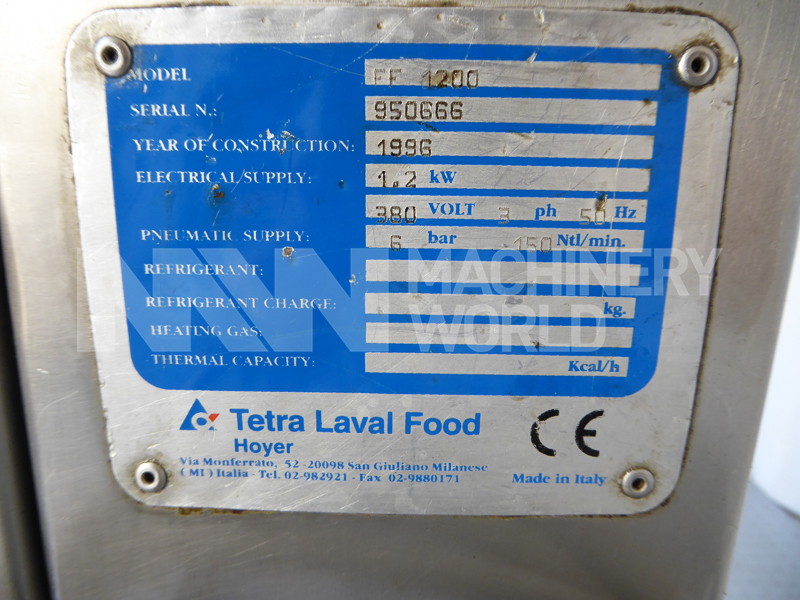 MODEL FF 1200
SERIAL N.: 950666
YEAR OF CONSTRUCTION: 1996
ELECTRICAL SUPPLY: 1.2 kW
380 VOLT 3 ph 50 Hz
PNEUMATIC SUPPLY: 6 bar 150 Ntl/min.
REFRIGERANT:
REFRIGERANT CHARGE: kg.
HEATING GAS:
THERMAL CAPACITY: Kcal/h
MACHINERY
WORLD
Tetra Laval Food
Hoyer
Via Monferrato, 52 -20098 San Giuliano Milanese
( MI ) Italia - Tel. 02-982921 - Fax 02-9880171
CE
Made in Italy